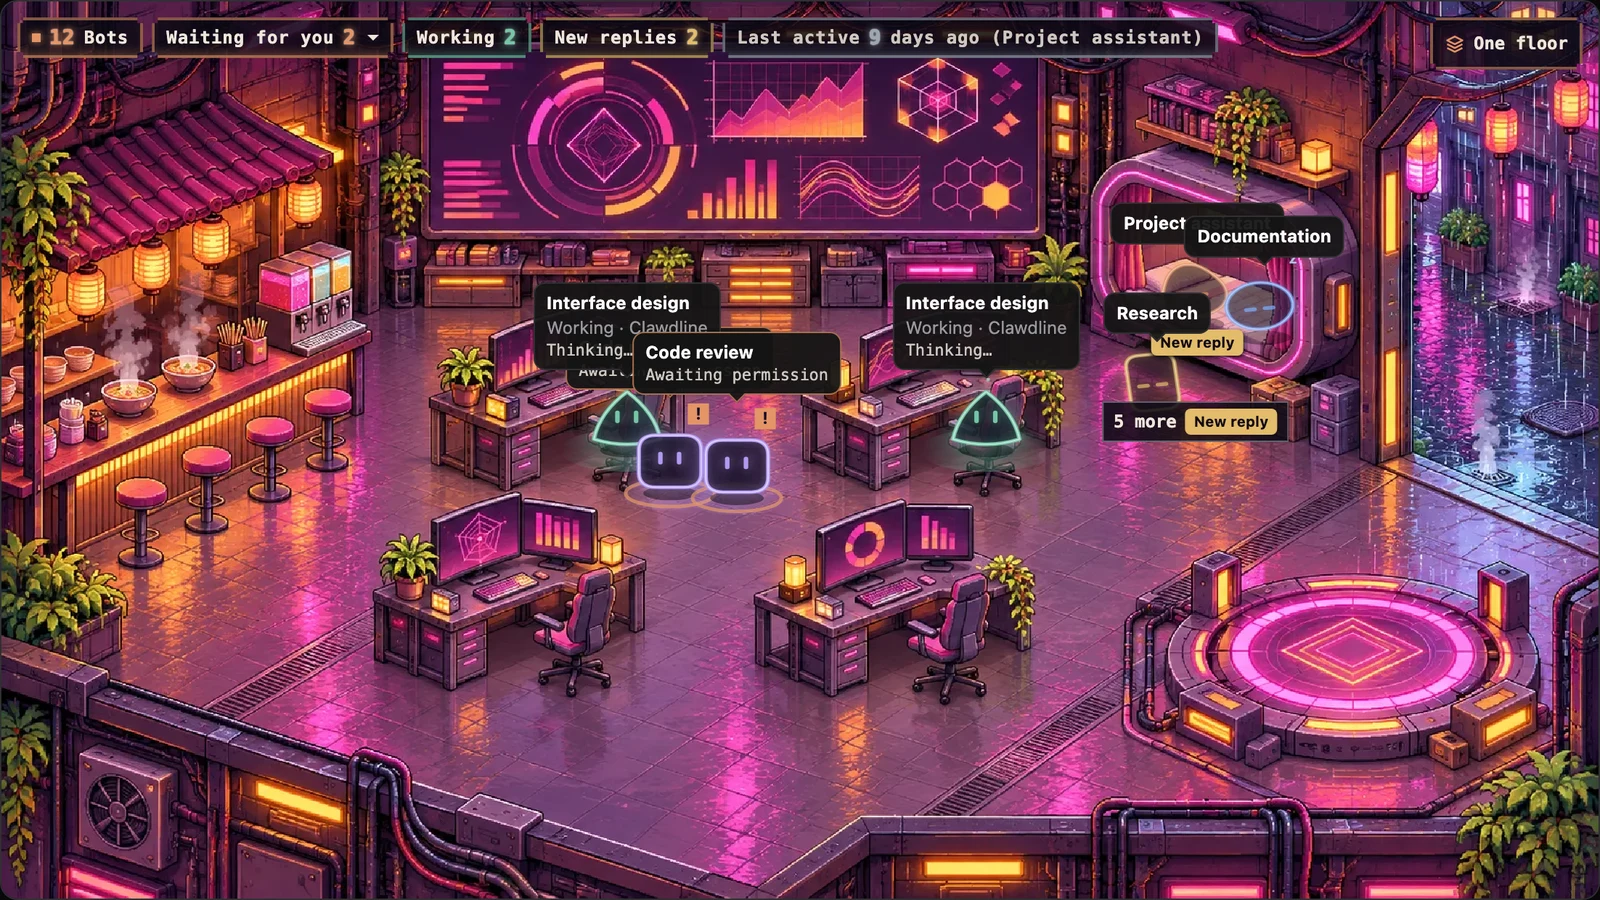 12 Bots
Waiting for you 2
Working 2
New replies 2
Last active 9 days ago (Project assistant)
One floor
Project assistant
Documentation
Interface design
Working · Clawdline
Thinking…
Code review
Awaiting permission
Interface design
Working · Clawdline
Thinking…
Research
New reply
5 more
New reply